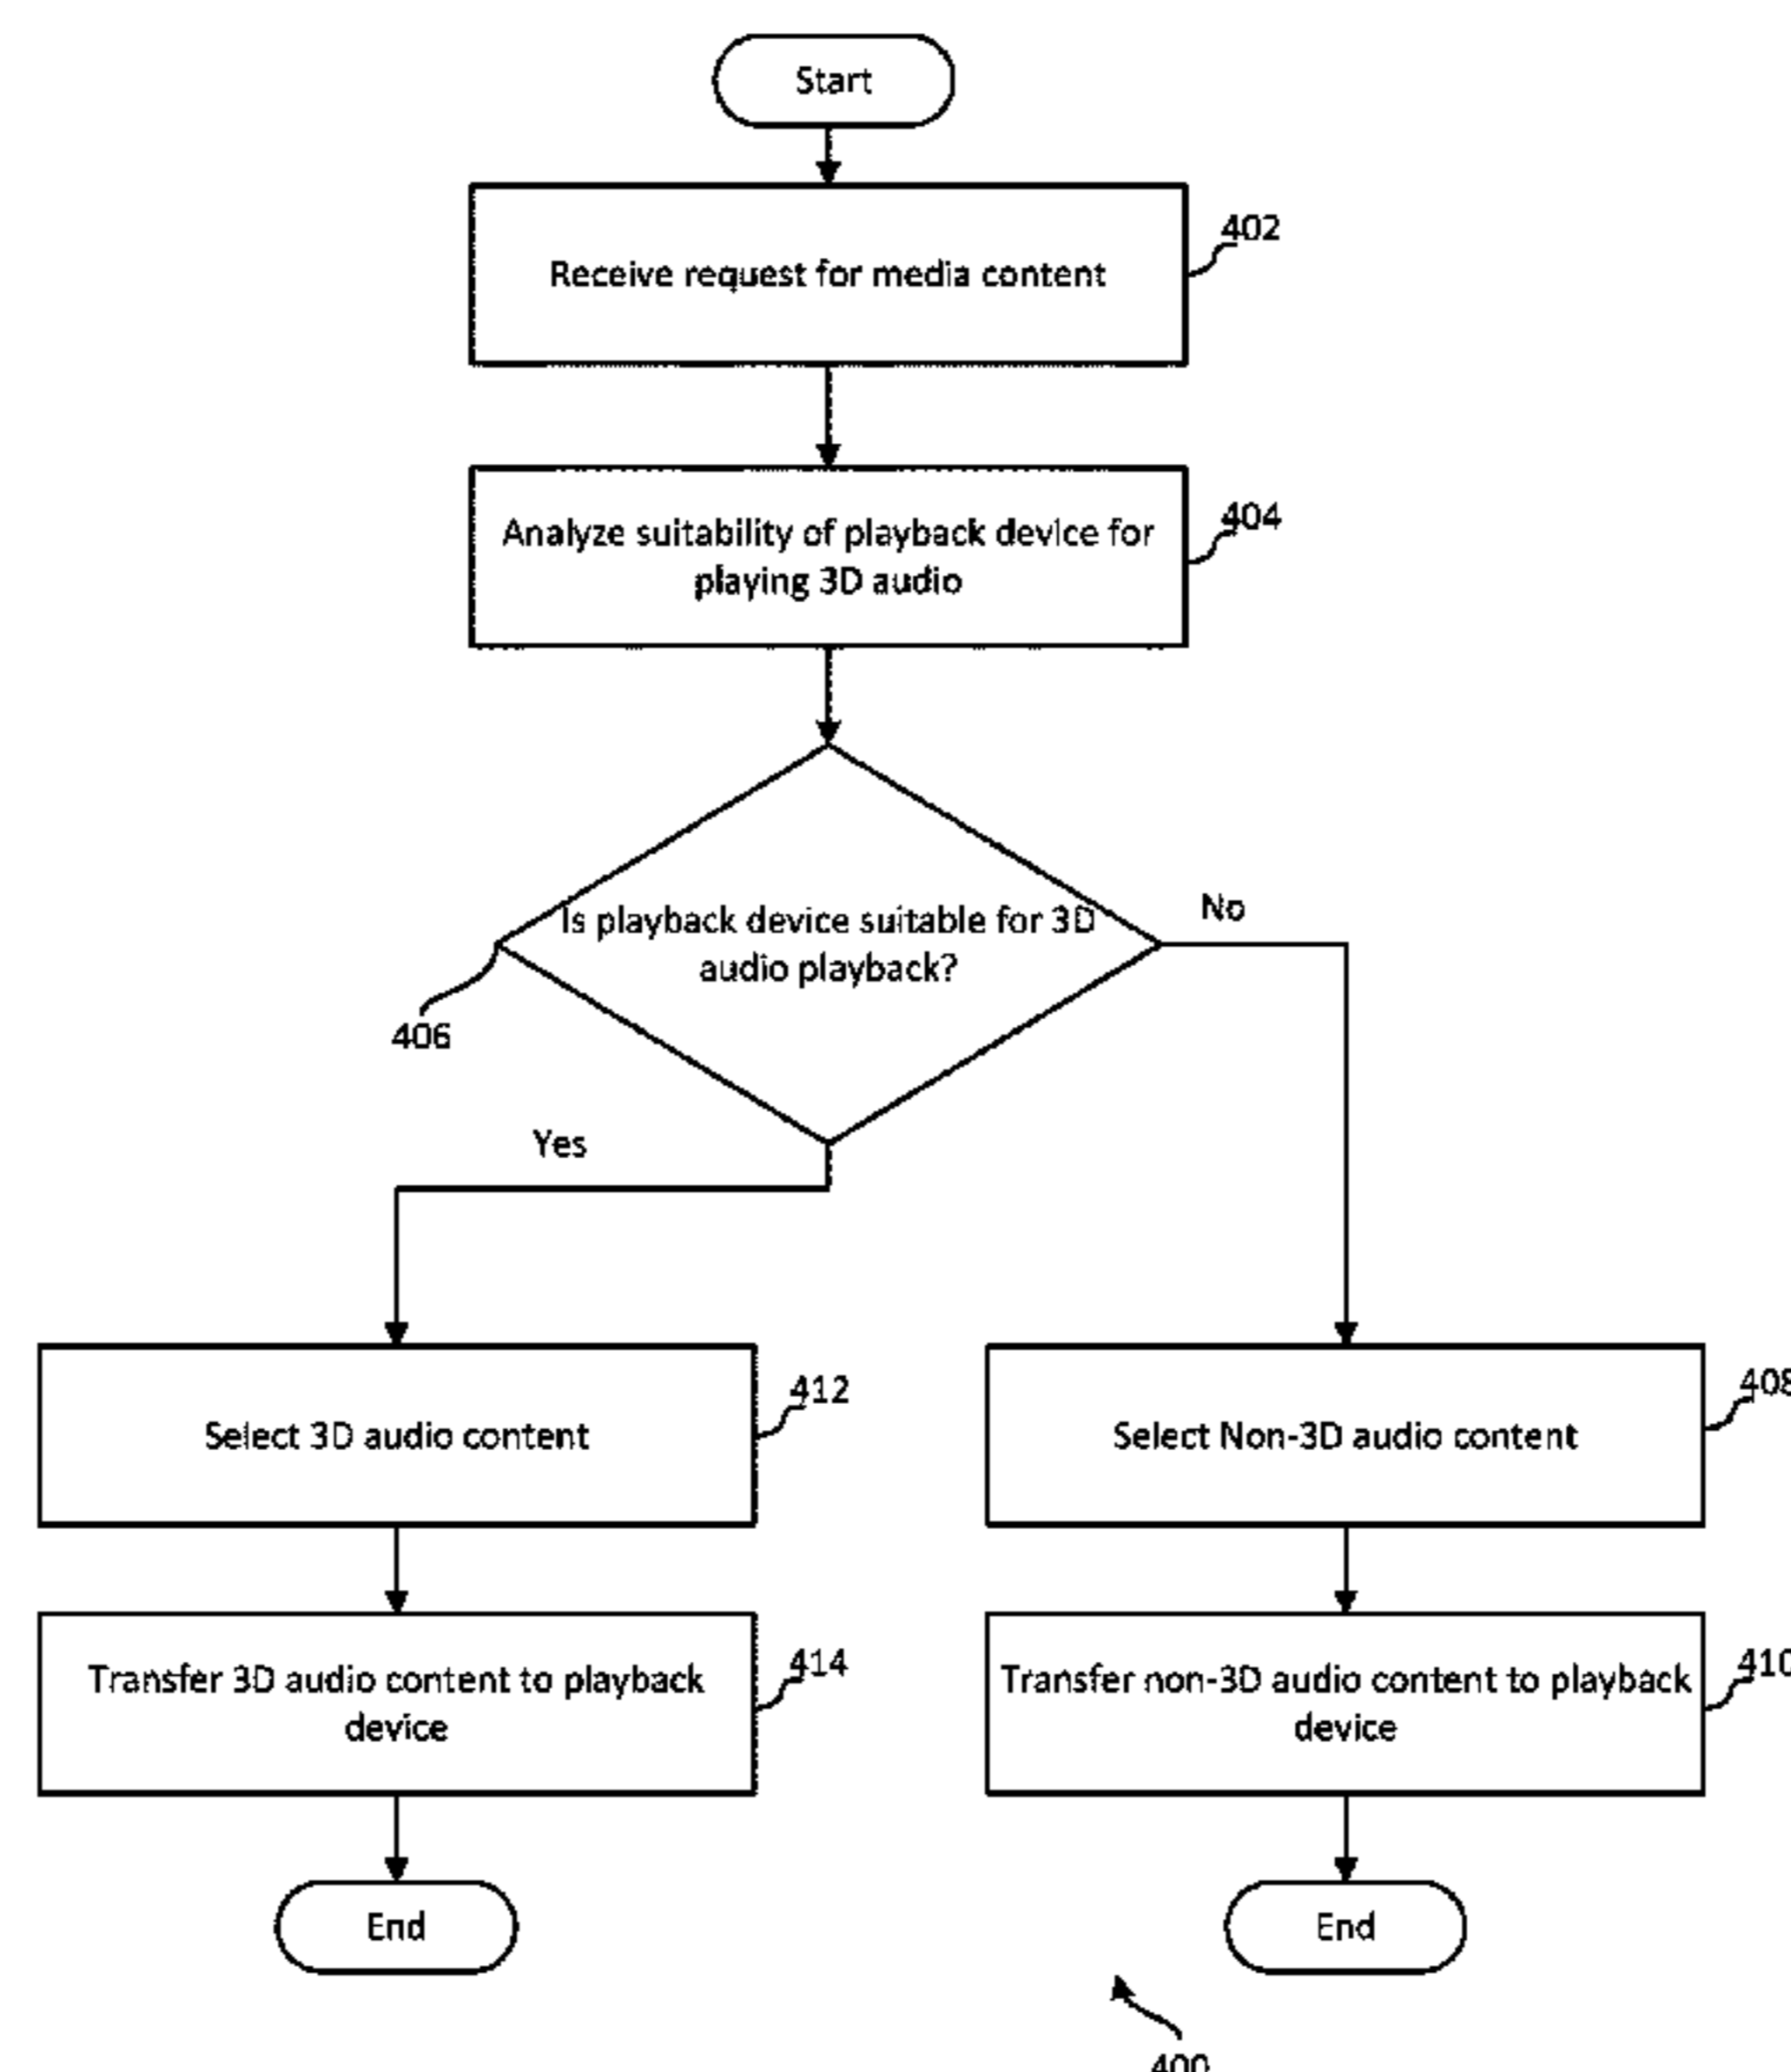 Start
402
Receive request for media content
404
Analyze suitability of playback device for
playing 3D audio
No
Is playback device suitable for 3D
audio playback?
406
Yes
412
408
Select 3D audio content
Select Non-3D audio content
414
410
Transfer 3D audio content to playback
device
Transfer non-3D audio content to playback
device
End
End
400